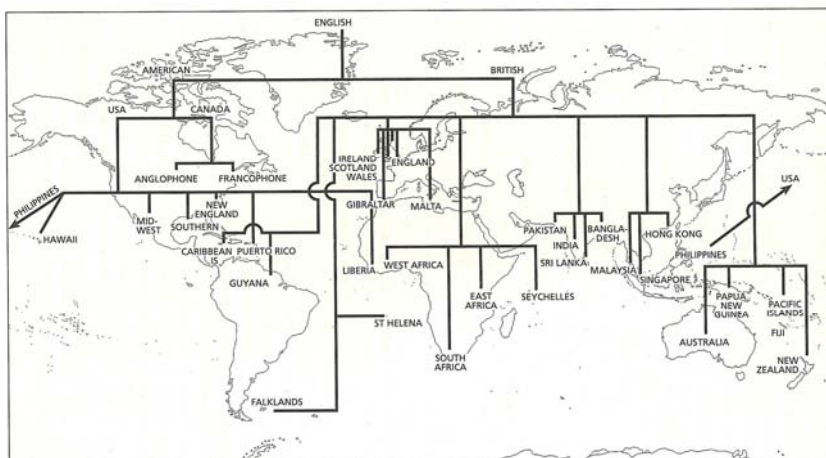 ENGLISH
AMERICAN
BRITISH
USA
CANADA
ANGLOPHONE
FRANCOPHONE
IRELAND
SCOTLAND
WALES
ENGLAND
GIBRALTAR
MALTA
PHILIPPINES
HAWAII
MID-
WEST
SOUTHERN
NEW
ENGLAND
CARIBBEAN
IS
PUERTO RICO
GUYANA
LIBERIA
WEST AFRICA
EAST
AFRICA
SEYCHELLES
SOUTH
AFRICA
ST HELENA
FALKLANDS
PAKISTAN
INDIA
SRI LANKA
BANGLA-
DESH
MALAYSIA
SINGAPORE
HONG KONG
PHILIPPINES
USA
AUSTRALIA
PAPUA
NEW
GUINEA
PACIFIC
ISLANDS
FIJI
NEW
ZEALAND